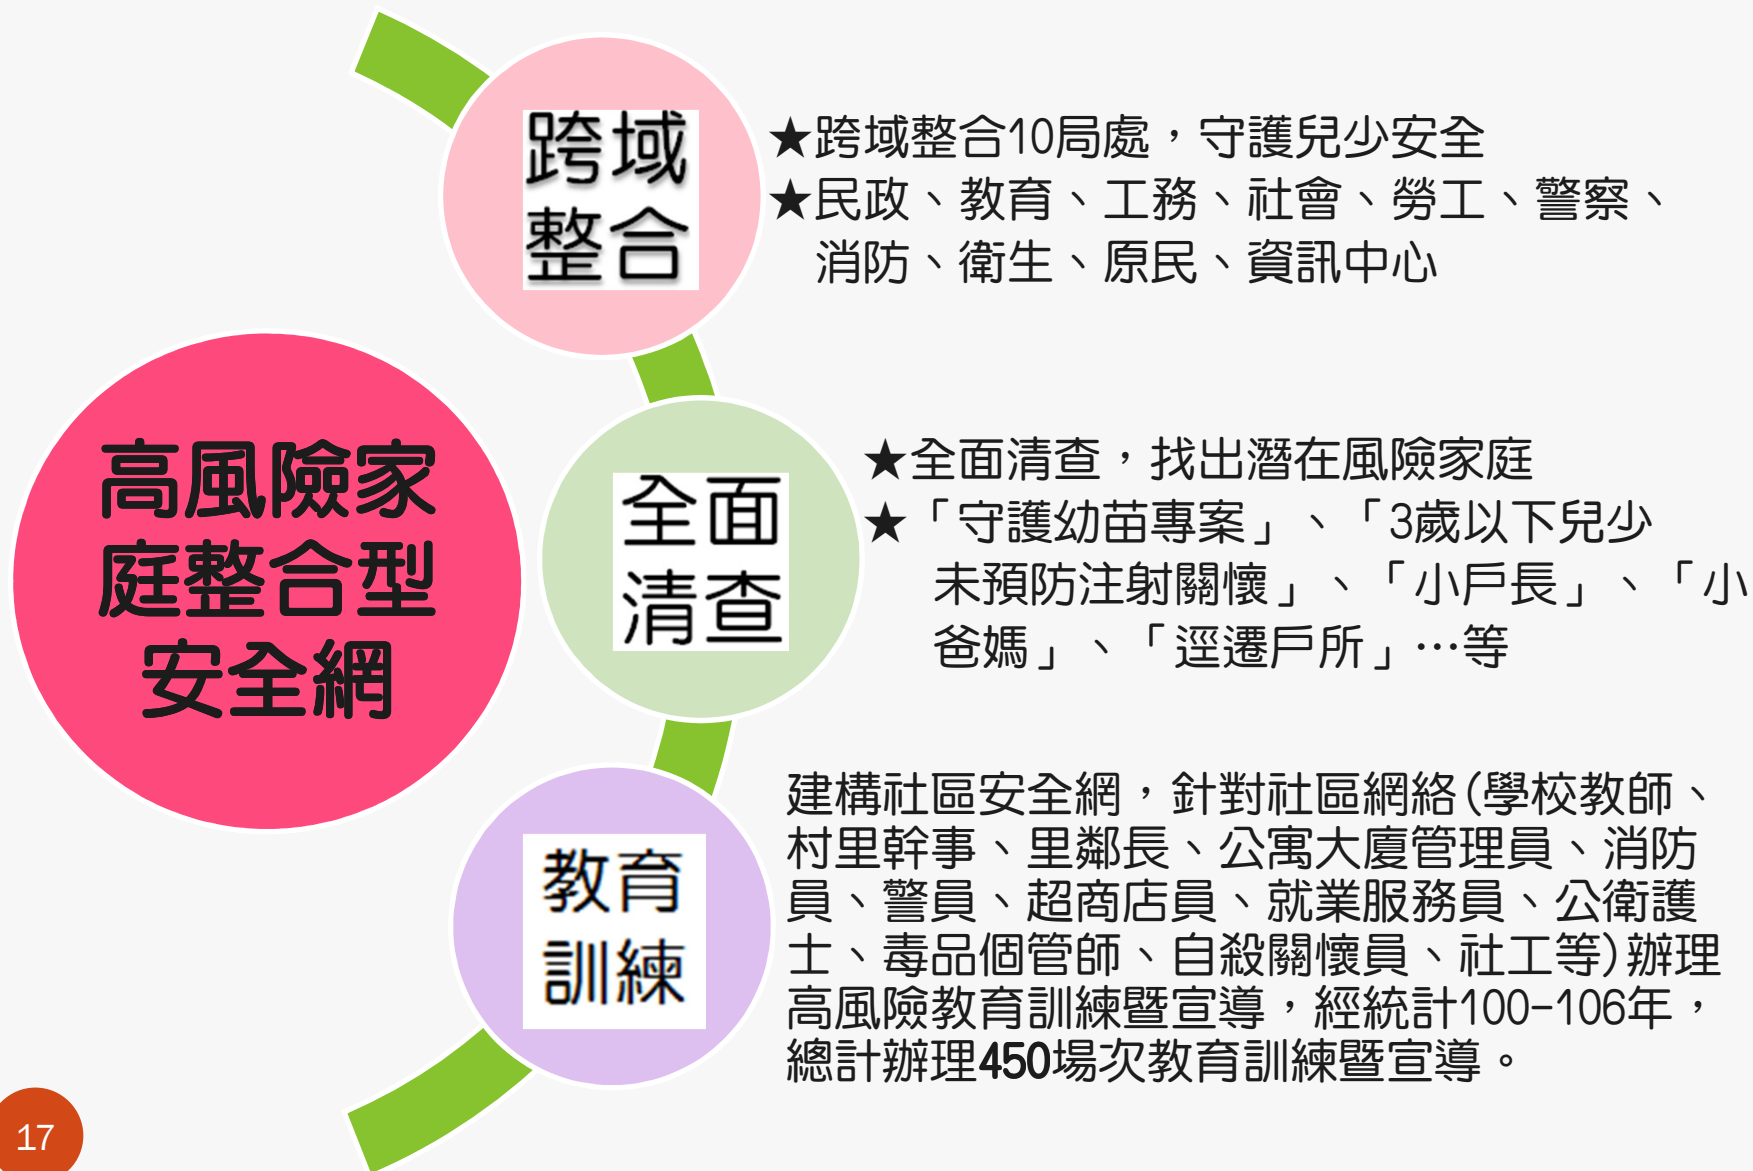 高風險家
庭整合型
安全網
跨域
整合
★跨域整合10局處，守護兒少安全
★民政、教育、工務、社會、勞工、警察、
消防、衛生、原民、資訊中心
全面
清查
★全面清查，找出潛在風險家庭
★「守護幼苗專案」、「3歲以下兒少
未預防注射關懷」、「小戶長」、「小
爸媽」、「逕遷戶所」…等
教育
訓練
建構社區安全網，針對社區網絡(學校教師、
村里幹事、里鄰長、公寓大廈管理員、消防
員、警員、超商店員、就業服務員、公衛護
士、毒品個管師、自殺關懷員、社工等)辦理
高風險教育訓練暨宣導，經統計100-106年，
總計辦理450場次教育訓練暨宣導。
17